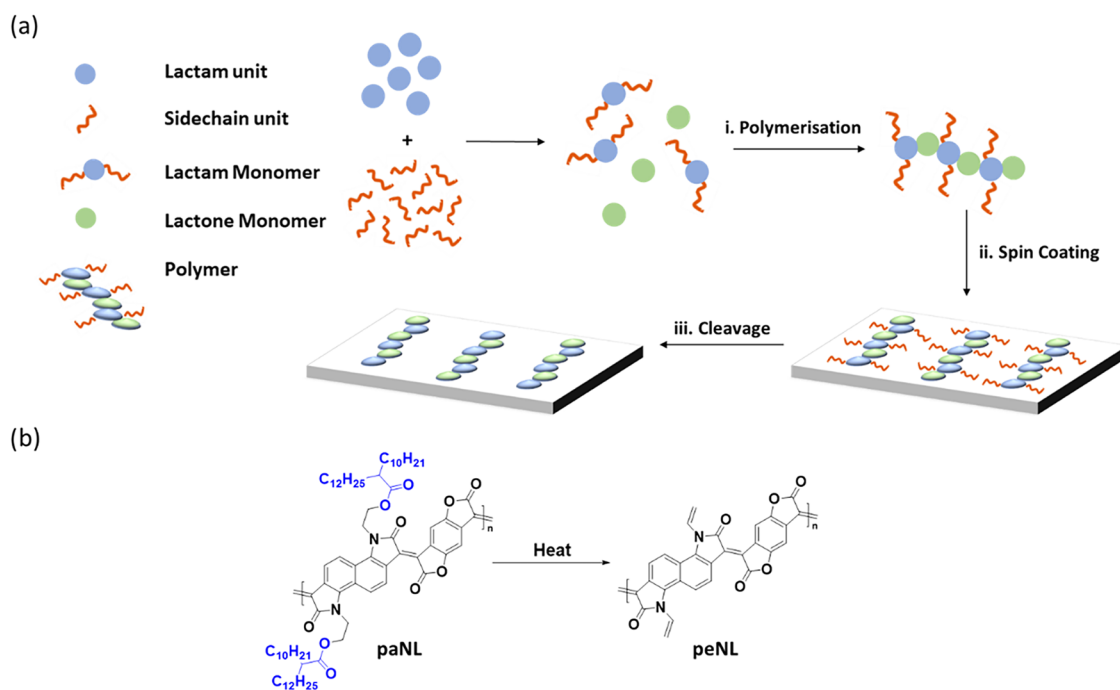 (a)
Lactam unit
Sidechain unit
Lactam Monomer
Lactone Monomer
Polymer
+
i. Polymerisation
ii. Spin Coating
iii. Cleavage
(b)
C10H21
C12H25
O
O
N
O
O
O
n
O
O
N
O
O
C10H21
O
C12H25
paNL
Heat
N
O
O
O
n
O
O
N
O
peNL